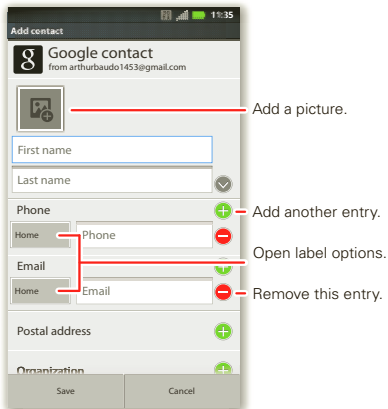 11:35
Add contact
g Google contact
from arthurbaudo1453@gmail.com
Add a picture.
First name
Last name
Phone
Add another entry.
Home Phone
Open label options.
Email
Home Email
Remove this entry.
Postal address
Organization
Save Cancel